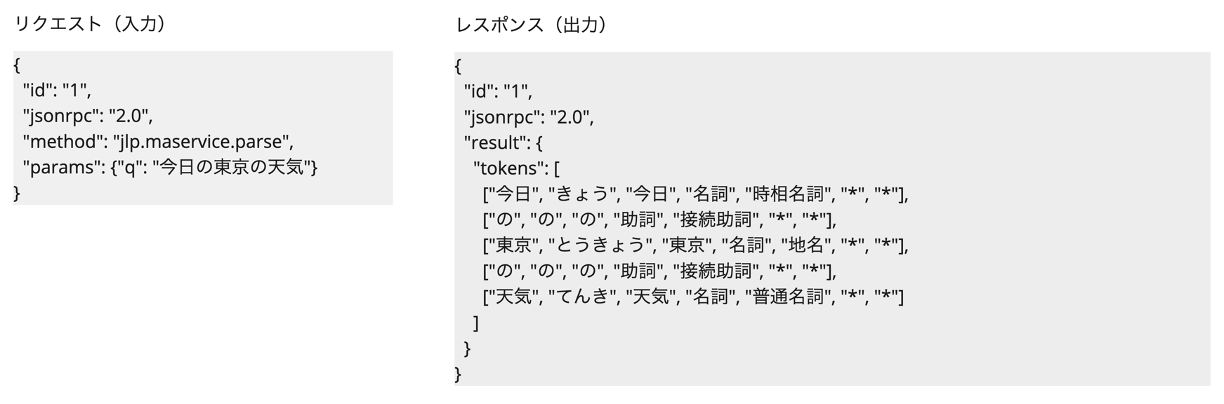 リクエスト（入力）
{
  "id": "1",
  "jsonrpc": "2.0",
  "method": "jlp.maservice.parse",
  "params": {"q": "今日の東京の天気"}
}
レスポンス（出力）
{
  "id": "1",
  "jsonrpc": "2.0",
  "result": {
    "tokens": [
      ["今日", "きょう", "今日", "名詞", "時相名詞", "*", "*"],
      ["の", "の", "の", "助詞", "接続助詞", "*", "*"],
      ["東京", "とうきょう", "東京", "名詞", "地名", "*", "*"],
      ["の", "の", "の", "助詞", "接続助詞", "*", "*"],
      ["天気", "てんき", "天気", "名詞", "普通名詞", "*", "*"]
    ]
  }
}